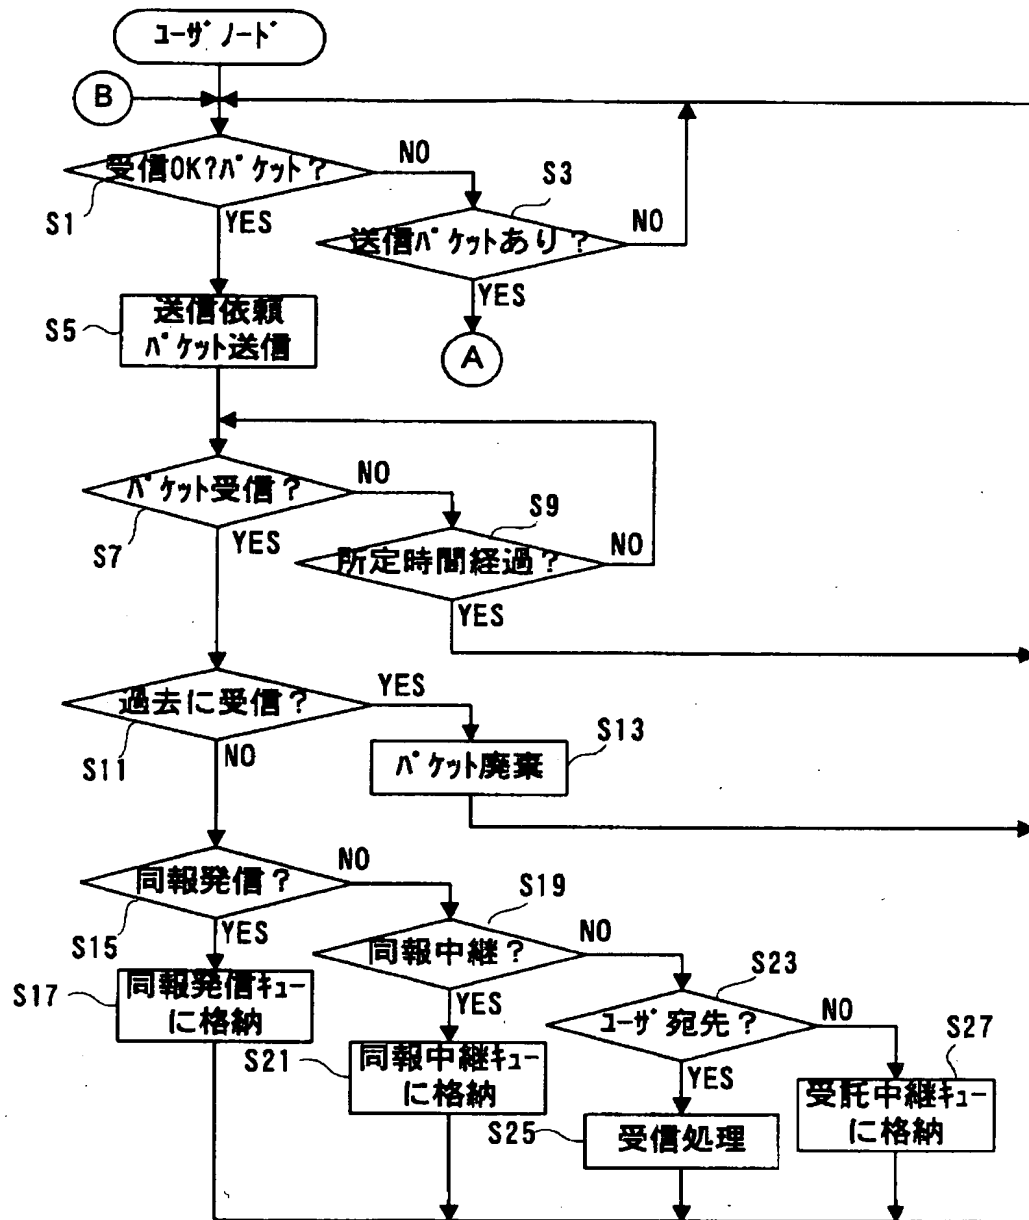 ﾕｰｻﾞﾉｰﾄﾞ
B
受信OK?ﾊﾟｹｯﾄ？
NO
S1
YES
S3
送信ﾊﾟｹｯﾄあり？
NO
YES
A
S5
送信依頼
ﾊﾟｹｯﾄ送信
ﾊﾟｹｯﾄ受信？
NO
S7
YES
S9
所定時間経過？
NO
YES
過去に受信？
YES
S11
NO
S13
ﾊﾟｹｯﾄ廃棄
同報発信？
NO
S15
YES
S17
同報発信ｷｭｰ
に格納
S19
同報中継？
NO
YES
S21
同報中継ｷｭｰ
に格納
S23
ﾕｰｻﾞ宛先？
NO
YES
S25
受信処理
S27
受託中継ｷｭｰ
に格納